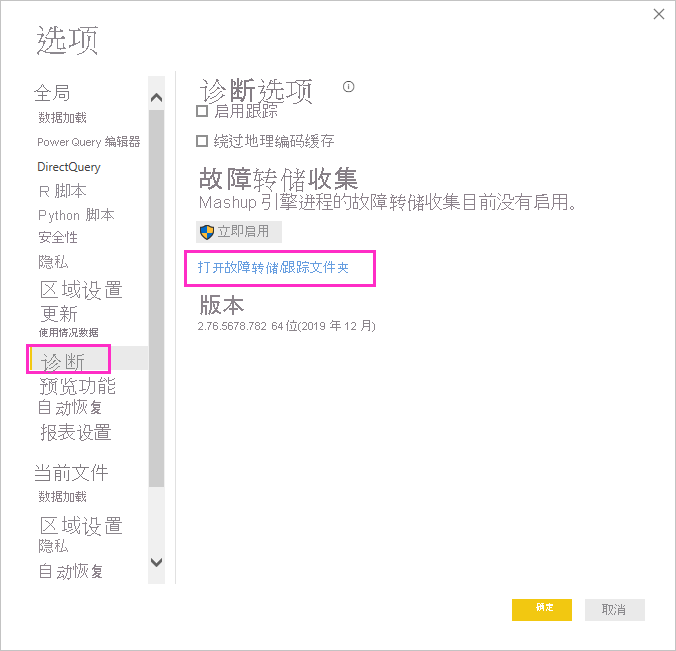 选项
全局
数据加载
Power Query 编辑器
DirectQuery
R 脚本
Python 脚本
安全性
隐私
区域设置
更新
使用情况数据
诊断
预览功能
自动恢复
报表设置
当前文件
数据加载
区域设置
隐私
自动恢复
诊断选项
启用跟踪
绕过地理编码缓存
故障转储收集
Mashup 引擎进程的故障转储收集目前没有启用。
立即启用
打开故障转储/跟踪文件夹
版本
2.76.5678.782 64 位(2019 年 12 月)
确定
取消